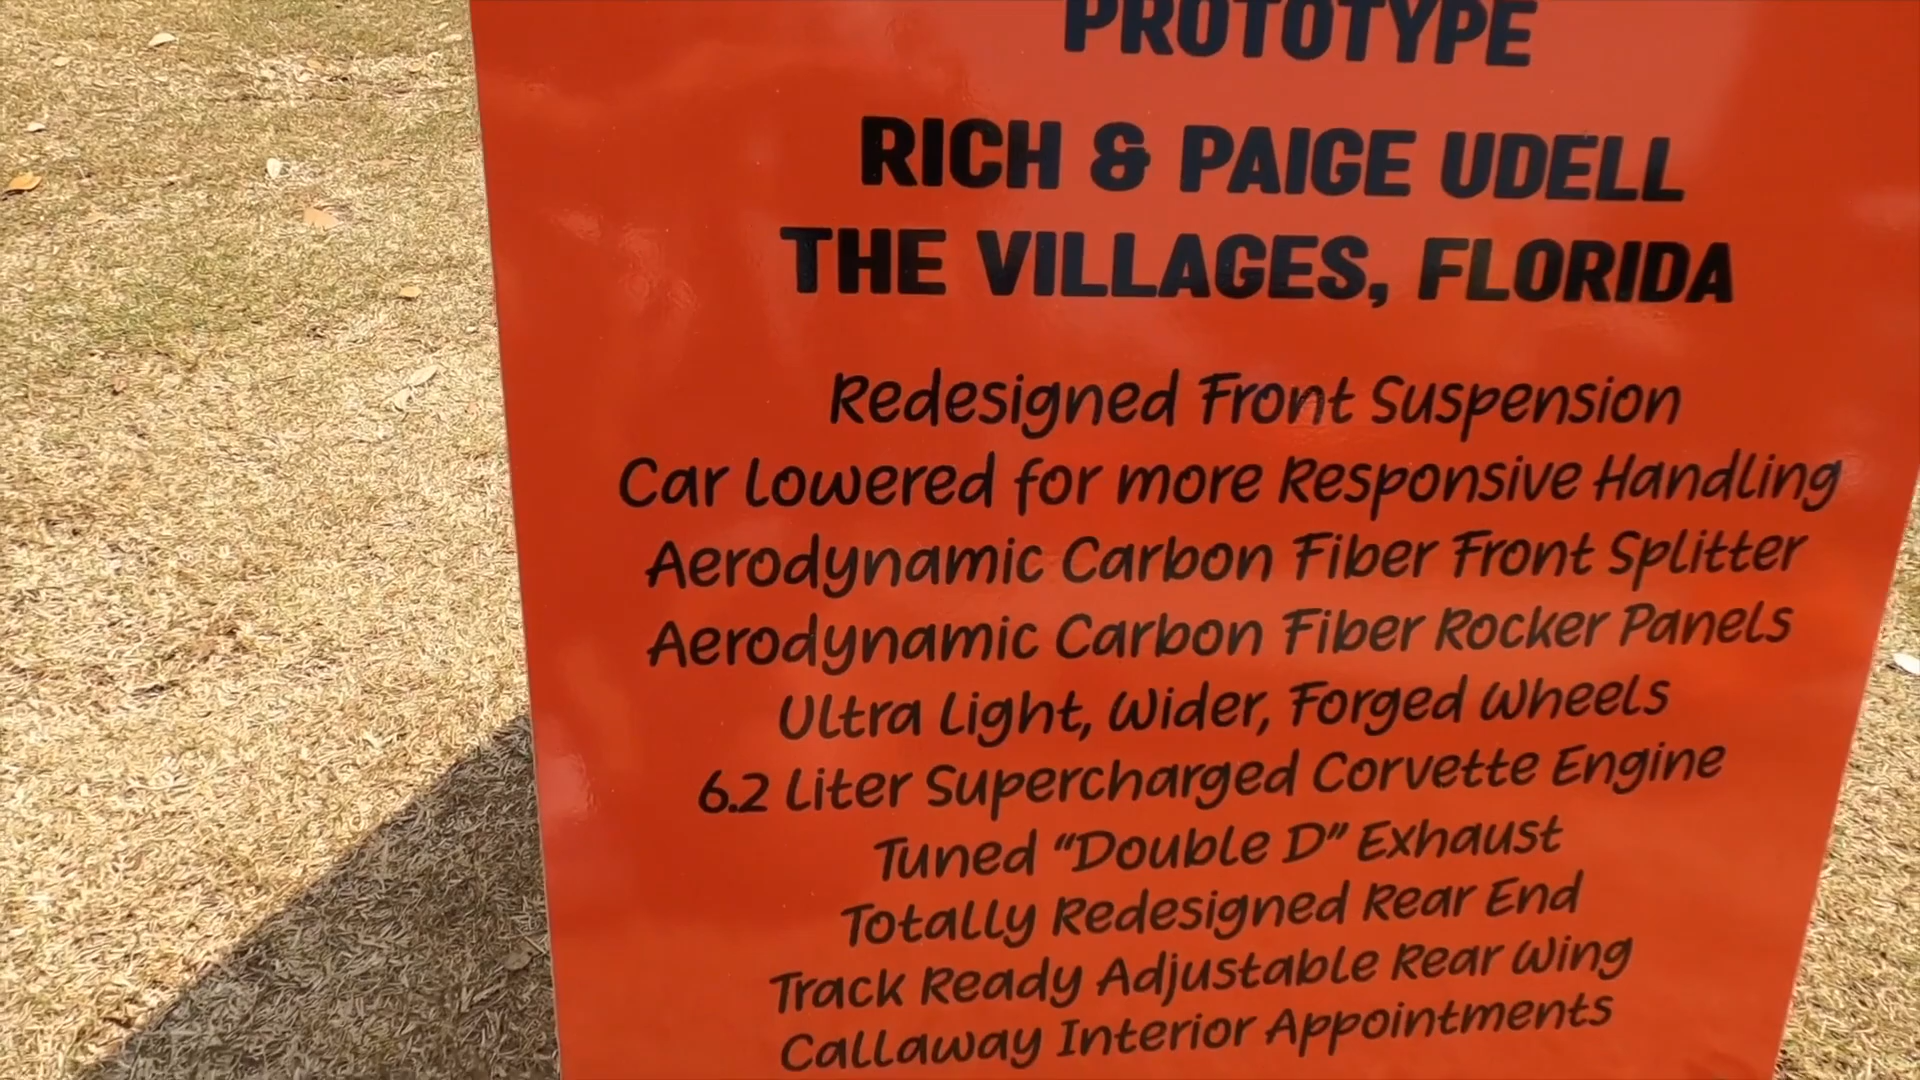 PROTOTYPE
RICH & PAIGE UDELL
THE VILLAGES, FLORIDA
Redesigned Front Suspension
Car Lowered for more Responsive Handling
Aerodynamic Carbon Fiber Front Splitter
Aerodynamic Carbon Fiber Rocker Panels
Ultra Light, Wider, Forged Wheels
6.2 Liter Supercharged Corvette Engine
Tuned “Double D” Exhaust
Totally Redesigned Rear End
Track Ready Adjustable Rear Wing
Callaway Interior Appointments